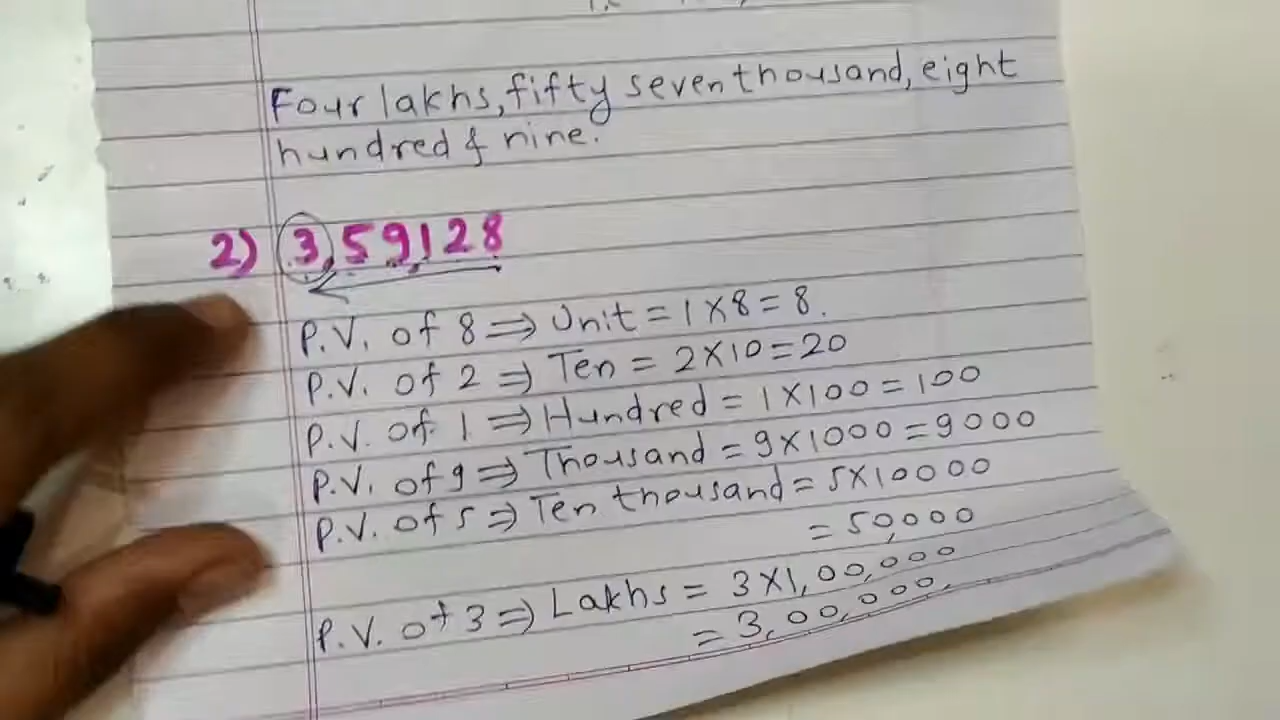 Four lakhs, fifty seven thousand, eight
hundred & nine.
2) 3,59,128
P.V. of 8 ⇒ Unit = 1×8 = 8.
P.V. of 2 ⇒ Ten = 2×10=20
P.V. of 1 ⇒ Hundred = 1×100=100
P.V. of 9 ⇒ Thousand = 9×1000=9000
P.V. of 5 ⇒ Ten thousand = 5×10000
= 50,000
P.V. of 3 ⇒ Lakhs = 3×1,00,000
= 3,00,000.